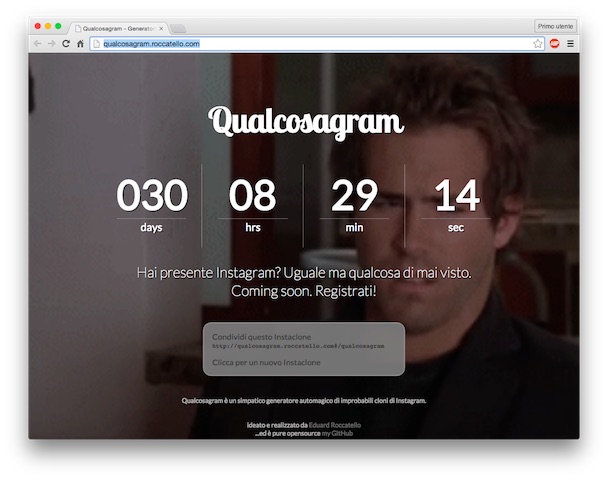 Qualcosagram - Generator
Primo utente
qualcosagram.roccatello.com
Qualcosagram
030 08 29 14
days hrs min sec
Hai presente Instagram? Uguale ma qualcosa di mai visto.
Coming soon. Registrati!
Condividi questo Instaclone
http://qualcosagram.roccatello.com#/qualcosagram
Clicca per un nuovo Instaclone
Qualcosagram è un simpatico generatore automagico di improbabili cloni di Instagram.
Ideato e realizzato da Eduard Roccatello
...ed è pure opensource my GitHub